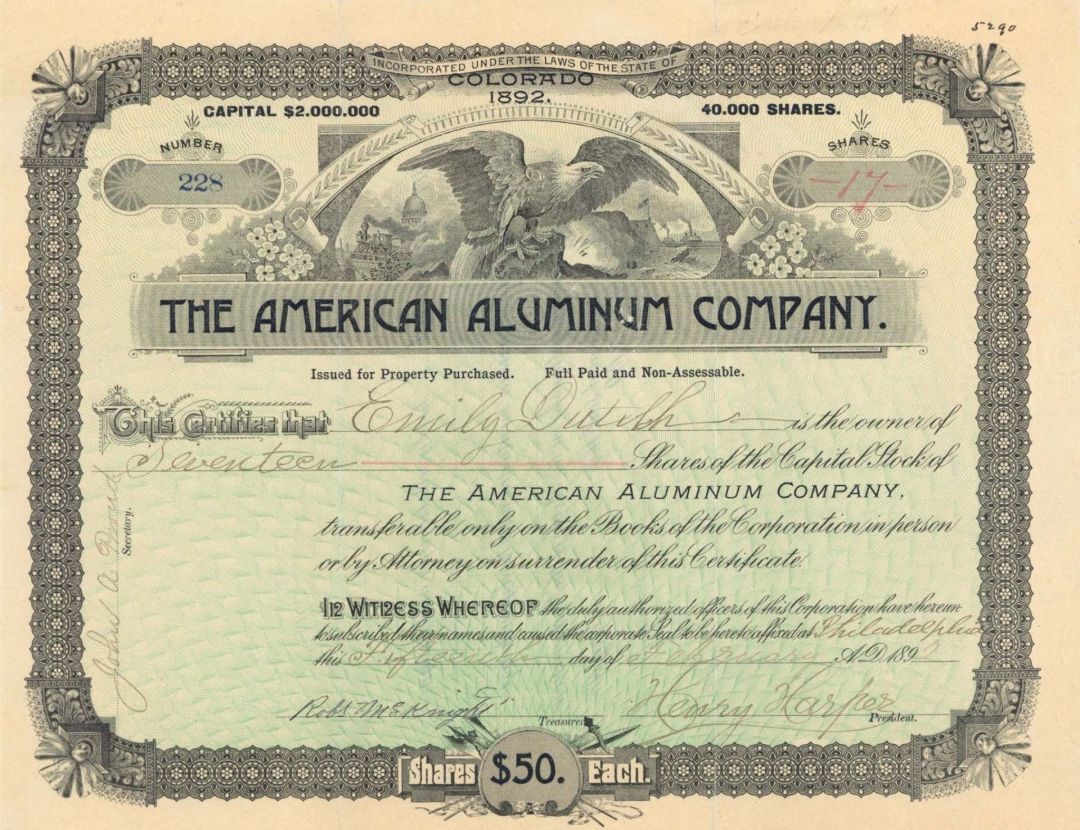 5290
INCORPORATED UNDER THE LAWS OF THE STATE OF
COLORADO
1892.
CAPITAL $2.000.000
40.000 SHARES.
NUMBER
228
SHARES
-17-
THE AMERICAN ALUMINUM COMPANY.
Issued for Property Purchased. Full Paid and Non-Assessable.
This Certifies that Emily is the owner of
Seventeen Shares of the Capital Stock of
THE AMERICAN ALUMINUM COMPANY,
transferable only on the Books of the Corporation in person
or by Attorney on surrender of this Certificate.
IN WITNESS WHEREOF the duly authorized officers of this Corporation have hereun-
to subscribed their names and caused the corporate Seal to be hereto affixed at Philadelphia
this Fifteenth day of February A.D. 189
John A
Secretary.
Robt McKnight
Treasurer
Henry Harper
President.
Shares $50. Each.